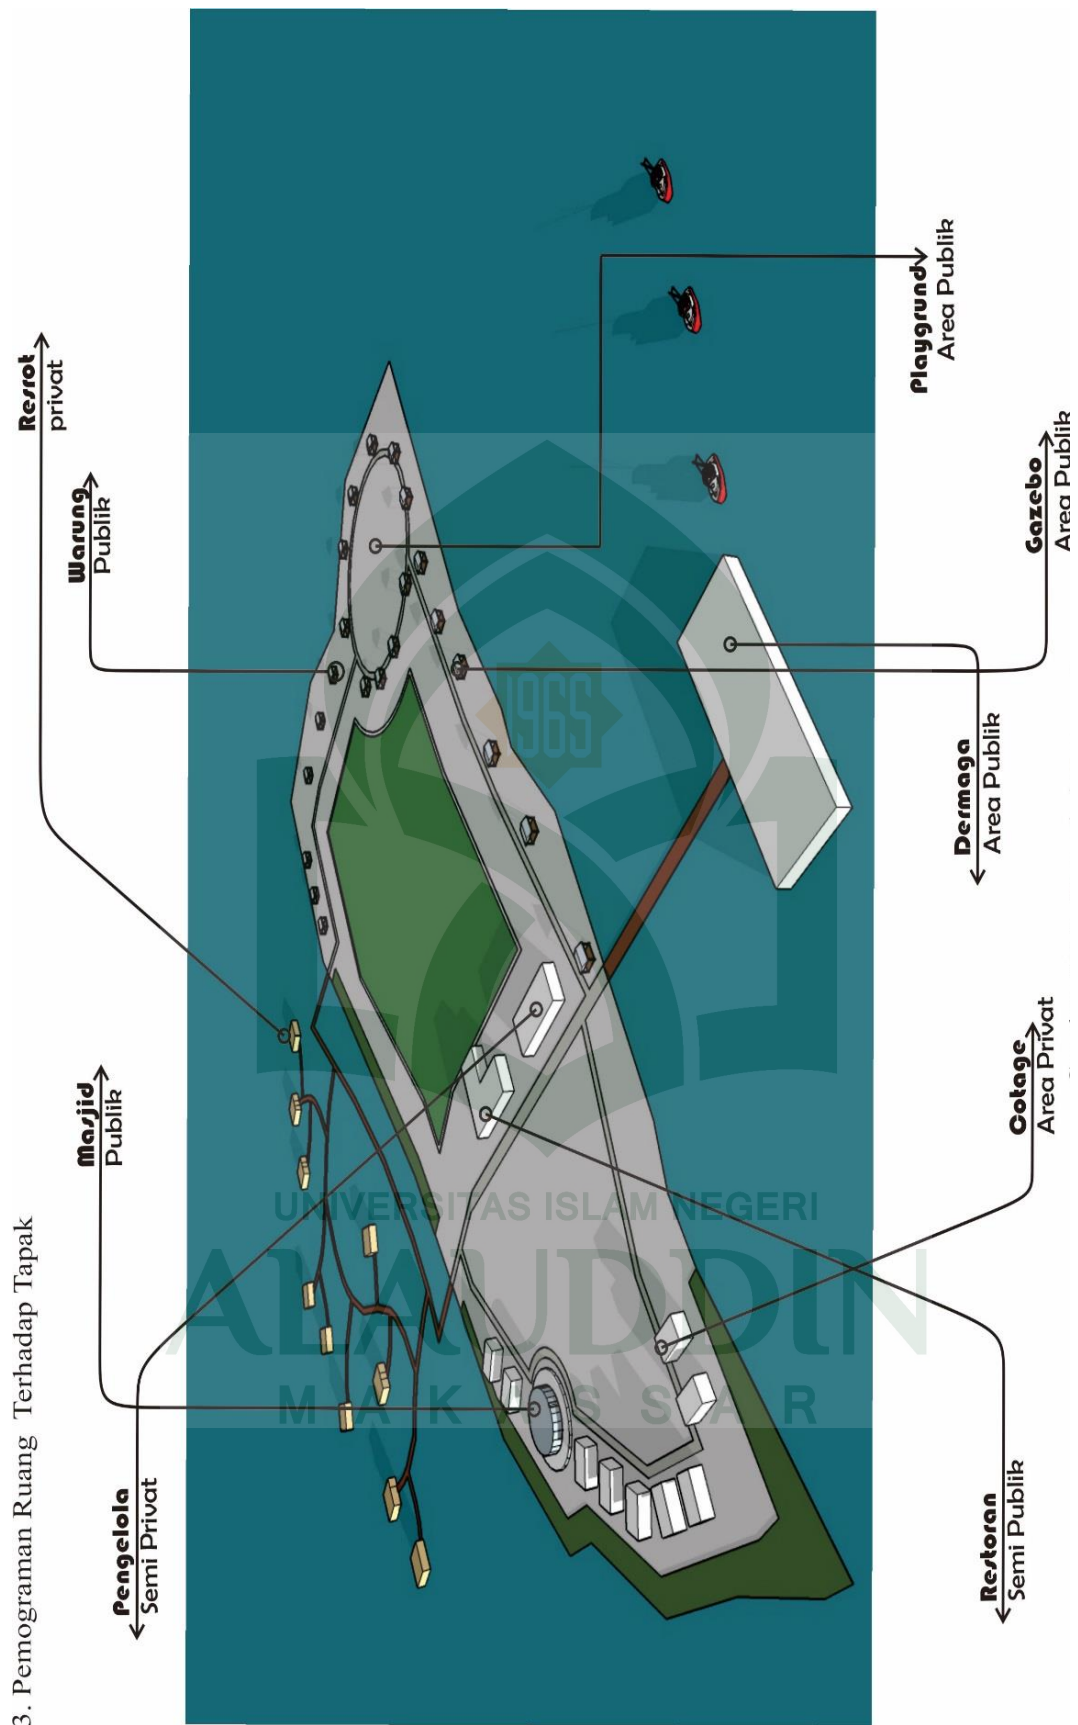 3. Pemograman Ruang Terhadap Tapak
Resrot
privat
Warung
Publik
Masjid
Publik
Pengelola
Semi Privat
Playgrund
Area Publik
Gazebo
Area Publik
Dermaga
Area Publik
Cotage
Area Privat
Restoran
Semi Publik
1965
UNIVERSITAS ISLAM NEGERI
ALAUDDIN
MAKASSAR